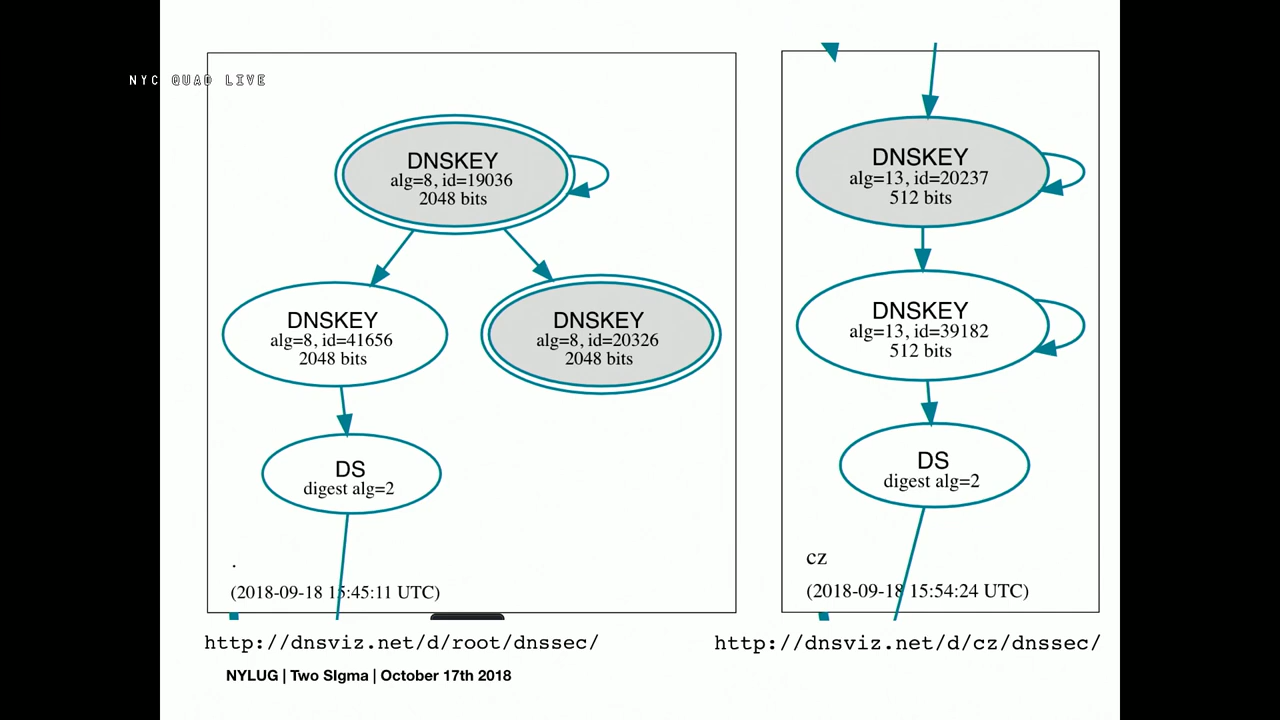 NYC QUAD LIVE
DNSKEY
alg=8, id=19036
2048 bits
DNSKEY
alg=8, id=41656
2048 bits
DNSKEY
alg=8, id=20326
2048 bits
DS
digest alg=2
.
(2018-09-18 15:45:11 UTC)
http://dnsviz.net/d/root/dnssec/
DNSKEY
alg=13, id=20237
512 bits
DNSKEY
alg=13, id=39182
512 bits
DS
digest alg=2
cz
(2018-09-18 15:54:24 UTC)
http://dnsviz.net/d/cz/dnssec/
NYLUG | Two SIgma | October 17th 2018